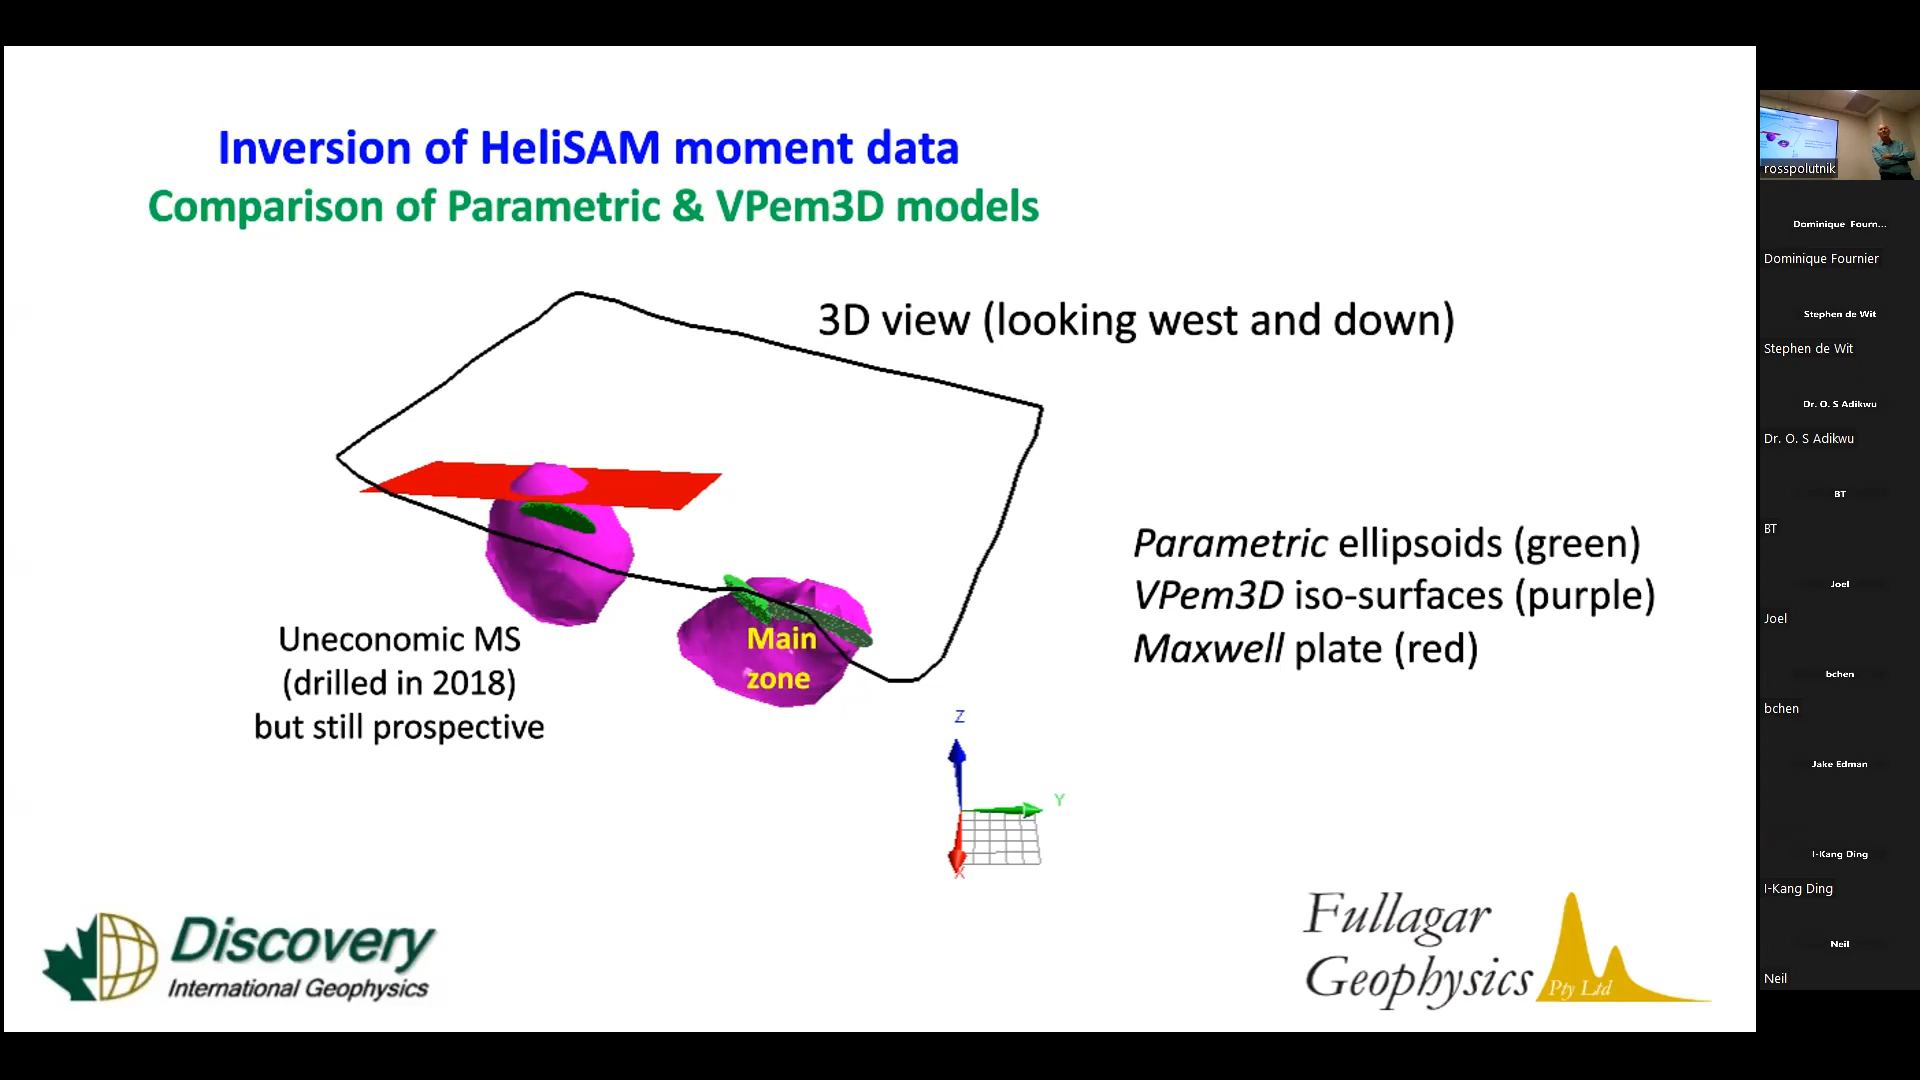 Inversion of HeliSAM moment data
Comparison of Parametric & VPem3D models
3D view (looking west and down)
Parametric ellipsoids (green)
VPem3D iso-surfaces (purple)
Maxwell plate (red)
Main
zone
Uneconomic MS
(drilled in 2018)
but still prospective
Z
Y
X
Discovery
International Geophysics
Fullagar
Geophysics
Pty Ltd
rosspolutnik
Dominique Fourn...
Dominique Fournier
Stephen de Wit
Stephen de Wit
Dr. O. S Adikwu
Dr. O. S Adikwu
BT
BT
Joel
Joel
bchen
bchen
Jake Edman
I-Kang Ding
I-Kang Ding
Neil
Neil